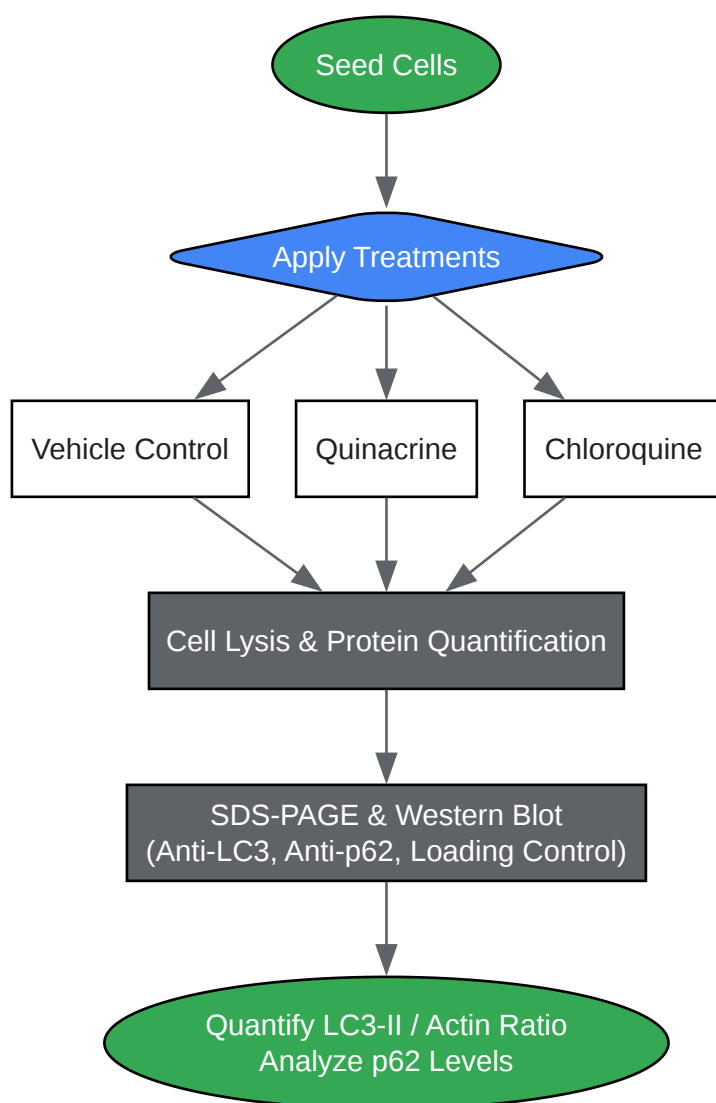 Seed Cells
Apply Treatments
Vehicle Control
Quinacrine
Chloroquine
Cell Lysis & Protein Quantification
SDS-PAGE & Western Blot
(Anti-LC3, Anti-p62, Loading Control)
Quantify LC3-II / Actin Ratio
Analyze p62 Levels